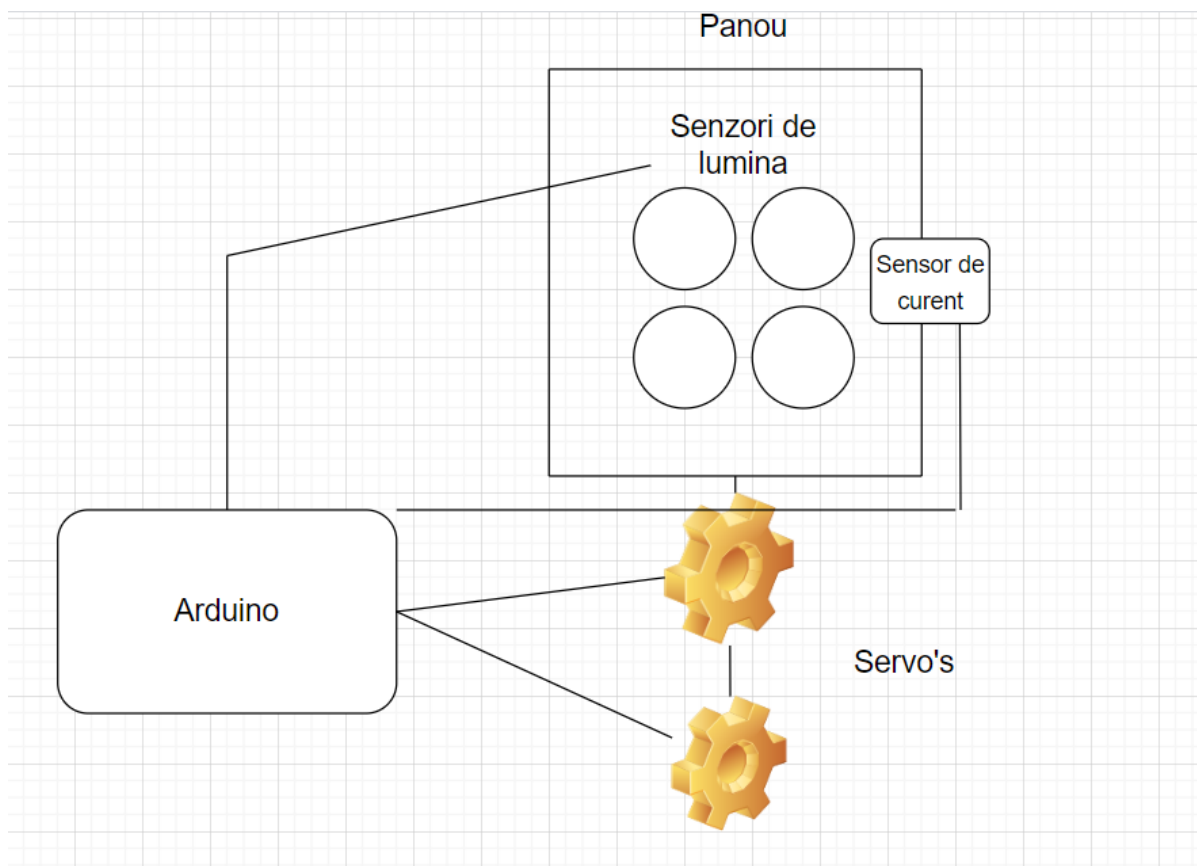 Panou
Senzori de
lumina
Sensor de
curent
Arduino
Servo's